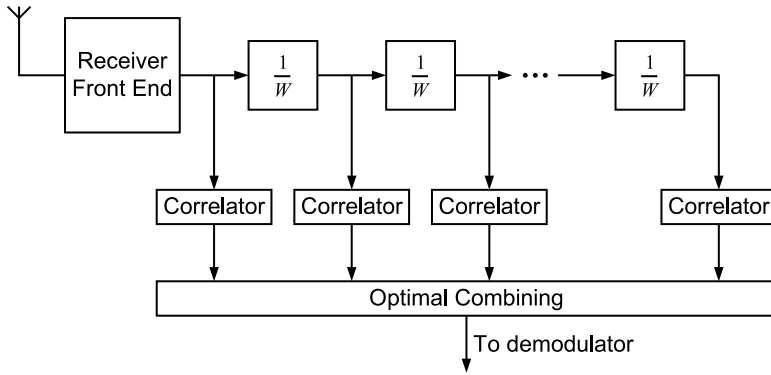 Receiver
Front End
1
W
1
W
...
1
W
Correlator
Correlator
Correlator
Correlator
Optimal Combining
To demodulator